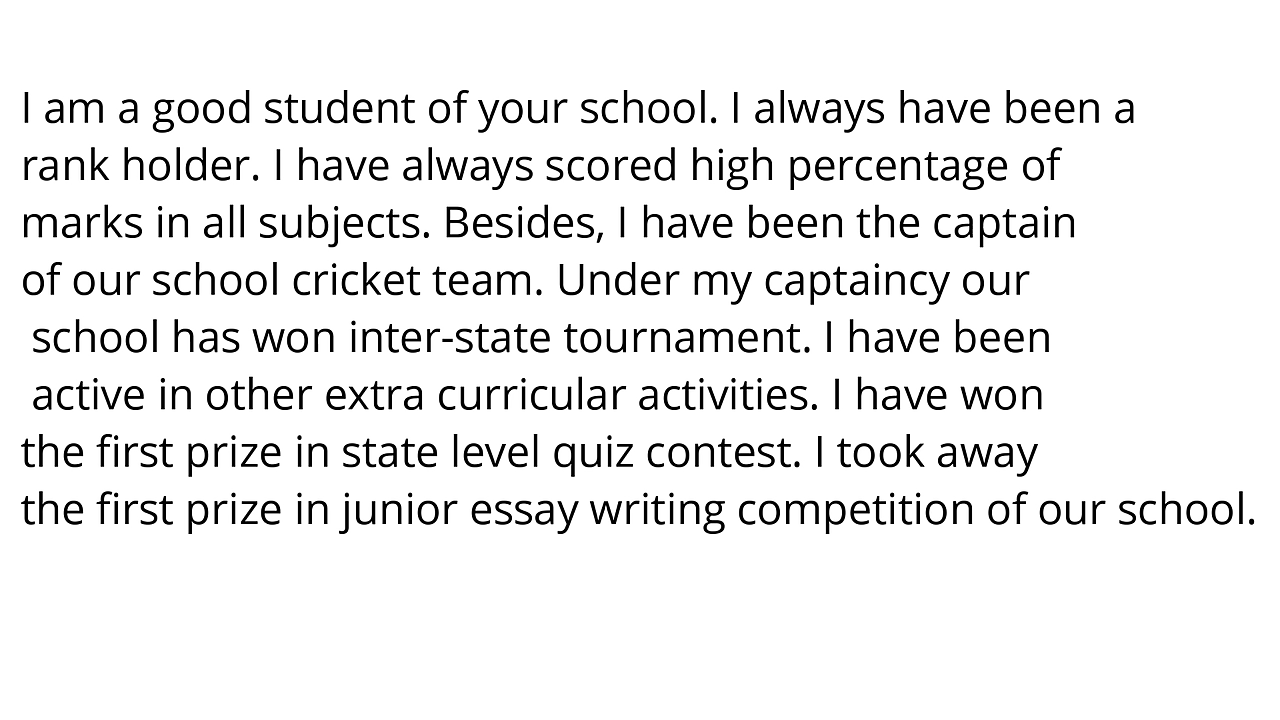 I am a good student of your school. I always have been a
rank holder. I have always scored high percentage of
marks in all subjects. Besides, I have been the captain
of our school cricket team. Under my captaincy our
school has won inter-state tournament. I have been
active in other extra curricular activities. I have won
the first prize in state level quiz contest. I took away
the first prize in junior essay writing competition of our school.